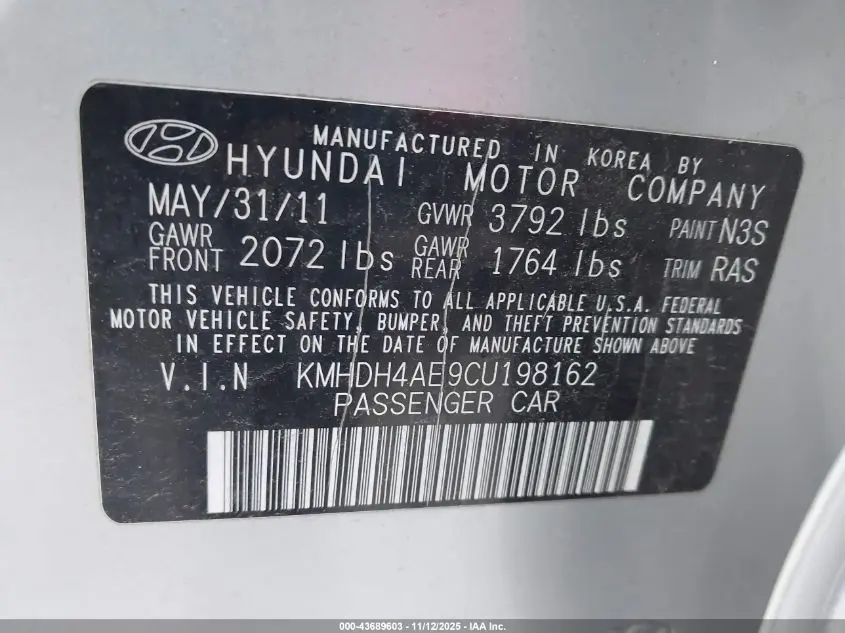 MANUFACTURED IN KOREA BY
HYUNDAI MOTOR COMPANY
MAY/31/11 GVWR 3792 lbs PAINT N3S
GAWR FRONT 2072 lbs GAWR REAR 1764 lbs TRIM RAS
THIS VEHICLE CONFORMS TO ALL APPLICABLE U.S.A. FEDERAL
MOTOR VEHICLE SAFETY, BUMPER, AND THEFT PREVENTION STANDARDS
IN EFFECT ON THE DATE OF MANUFACTURE SHOWN ABOVE
V.I.N KMHDH4AE9CU198162
PASSENGER CAR
000-43689603 - 11/12/2025 - IAA Inc.